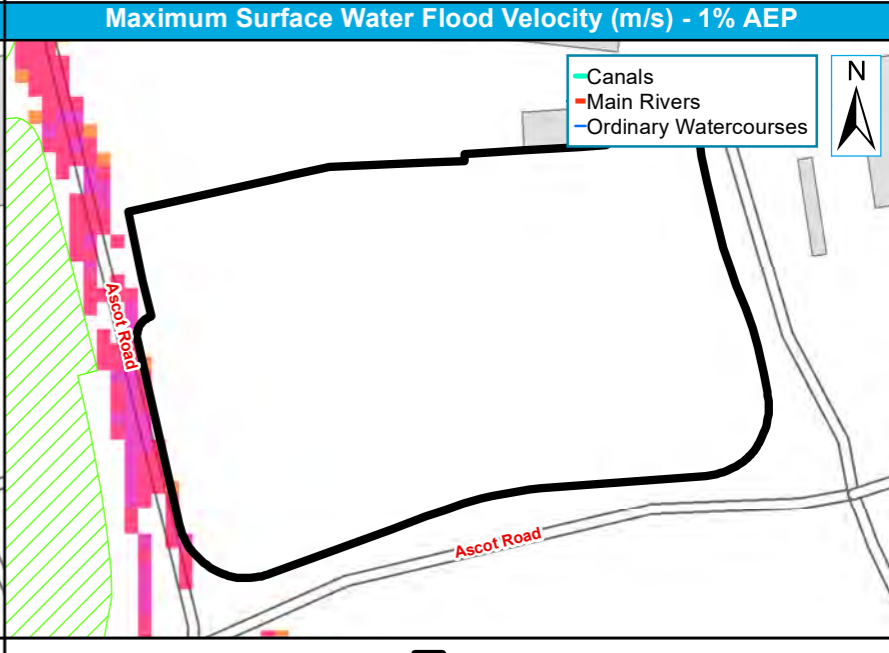 Maximum Surface Water Flood Velocity (m/s) - 1% AEP
Canals
Main Rivers
Ordinary Watercourses
N
Ascot Road
Ascot Road